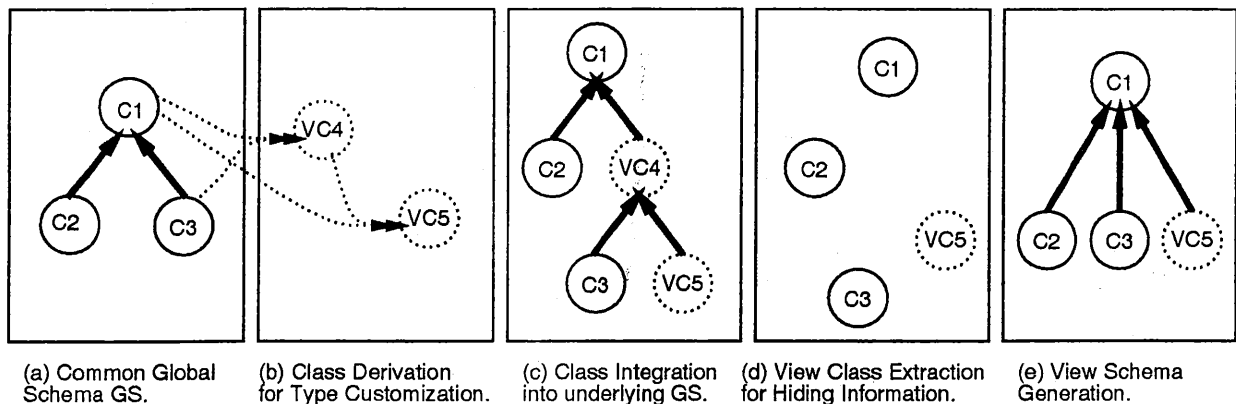 C1
C2
C3
VC4
VC5
C1
C2
VC4
C3
VC5
C1
C2
VC5
C3
C1
C2
C3
VC5
(a) Common Global
Schema GS.
(b) Class Derivation
for Type Customization.
(c) Class Integration
into underlying GS.
(d) View Class Extraction
for Hiding Information.
(e) View Schema
Generation.